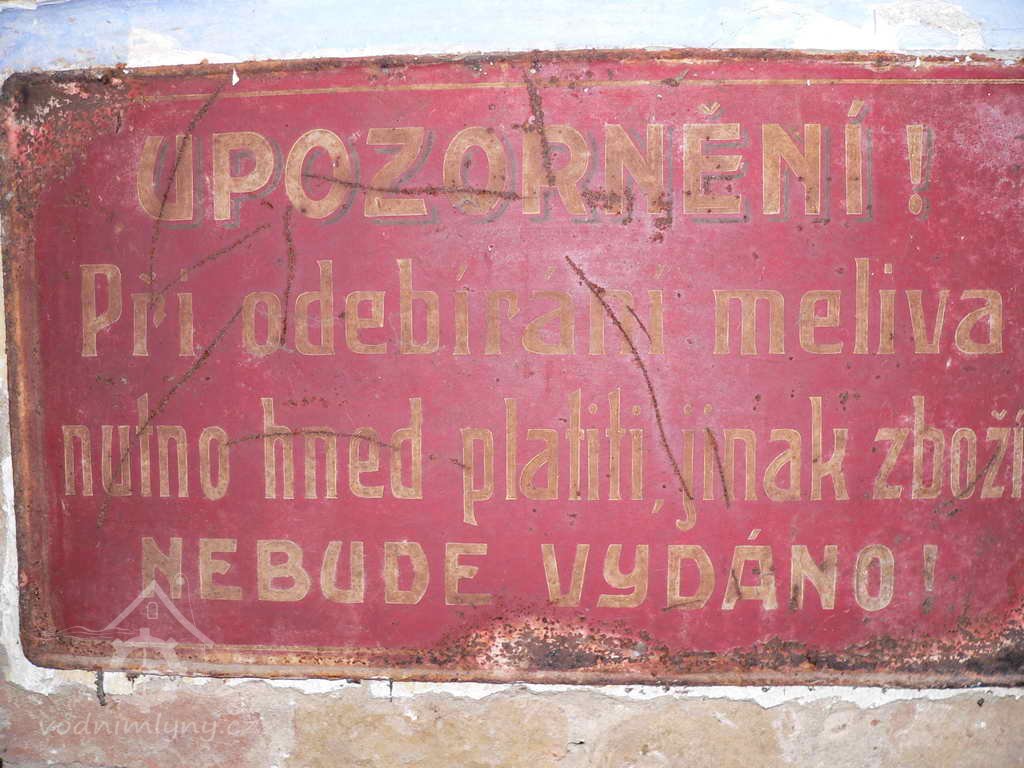 UPOZORNĚNÍ!
Při odebírání meliva
nutno hned platiti, jinak zboží
NEBUDE VYDÁNO!
vodnimlyny.cz